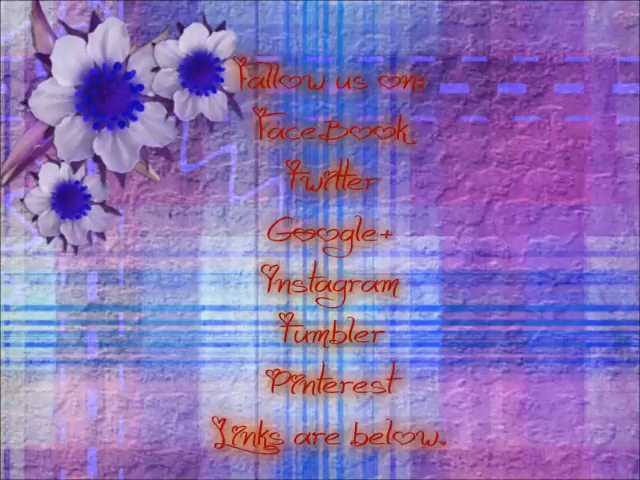 Follow us on:
FaceBook
Twitter
Google+
Instagram
Tumbler
Pinterest
Links are below.